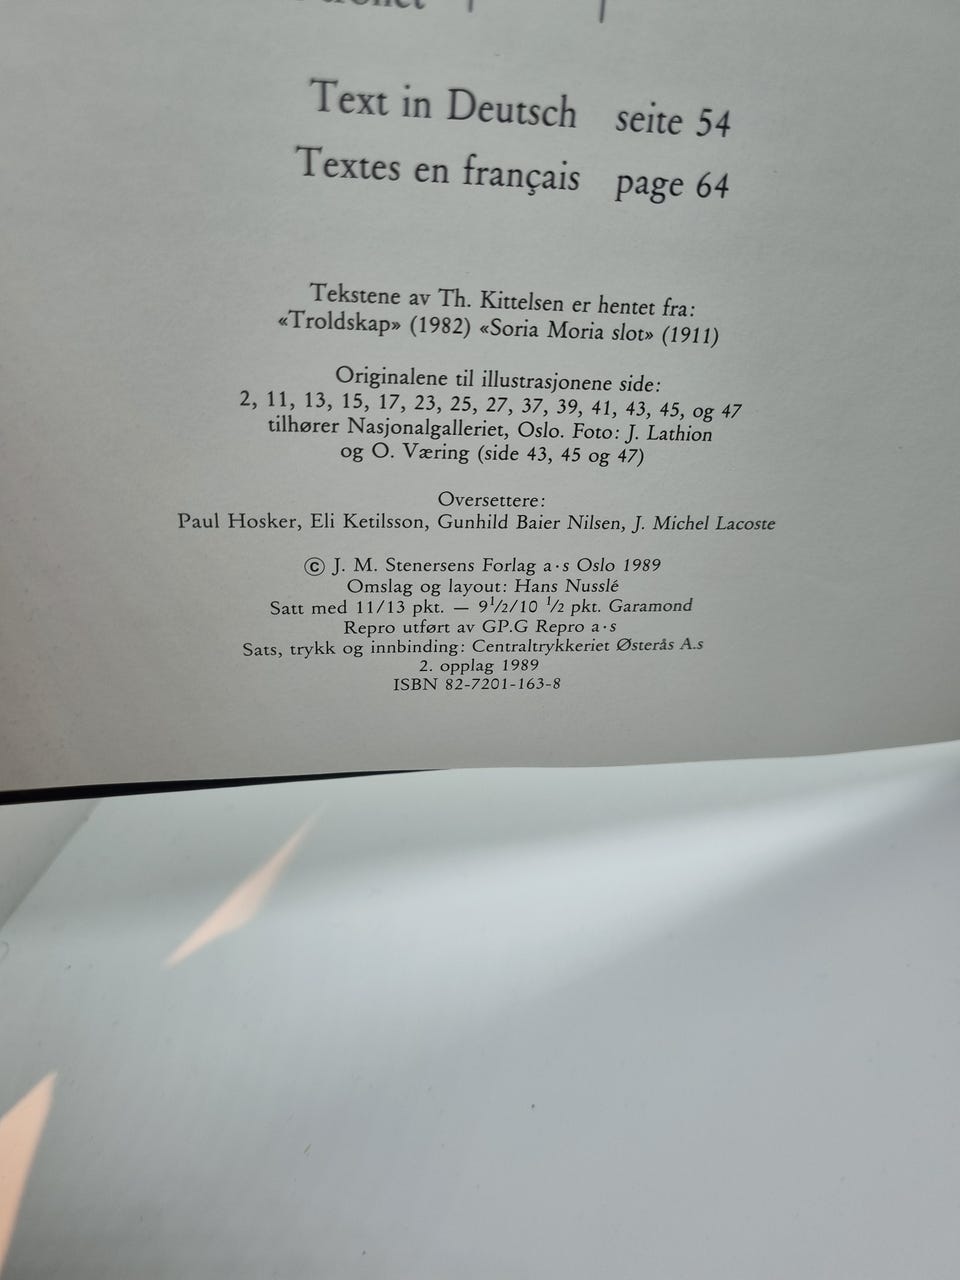 Text in Deutsch seite 54
Textes en français page 64
Tekstene av Th. Kittelsen er hentet fra:
«Troldskap» (1982) «Soria Moria slot» (1911)
Originalene til illustrasjonene side:
2, 11, 13, 15, 17, 23, 25, 27, 37, 39, 41, 43, 45, og 47
tilhører Nasjonalgalleriet, Oslo. Foto: J. Lathion
og O. Væring (side 43, 45 og 47)
Oversettere:
Paul Hosker, Eli Ketilsson, Gunhild Baier Nilsen, J. Michel Lacoste
© J. M. Stenersens Forlag a·s Oslo 1989
Omslag og layout: Hans Nusslé
Satt med 11/13 pkt. — 9 1/2/10 1/2 pkt. Garamond
Repro utført av GP.G Repro a·s
Sats, trykk og innbinding: Centraltrykkeriet Østerås A.s
2. opplag 1989
ISBN 82-7201-163-8